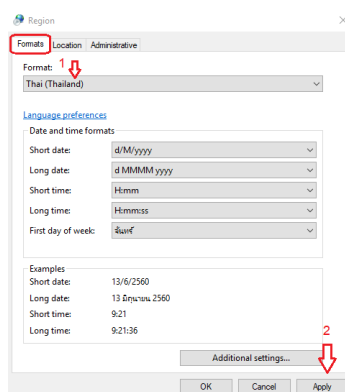 Region
Formats Location Administrative
Format: 1
Thai (Thailand)
Language preferences
Date and time formats
Short date: d/M/yyyy
Long date: d MMMM yyyy
Short time: H:mm
Long time: H:mm:ss
First day of week: จันทร์
Examples
Short date: 13/6/2560
Long date: 13 มิถุนายน 2560
Short time: 9:21
Long time: 9:21:36
2
Additional settings...
OK Cancel Apply